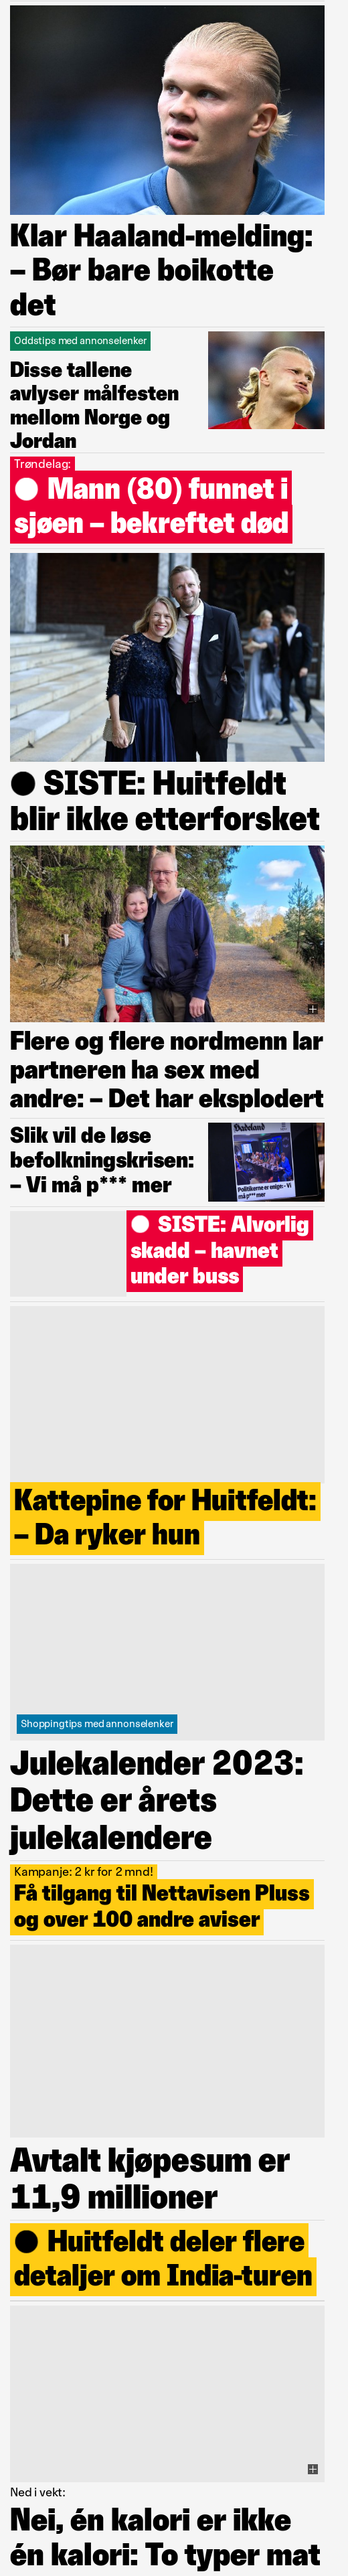 Klar Haaland-melding:
– Bør bare boikotte
det
Oddstips med annonselenker
Disse tallene
avlyser målfesten
mellom Norge og
Jordan
Trøndelag:
Mann (80) funnet i
sjøen – bekreftet død
SISTE: Huitfeldt
blir ikke etterforsket
Flere og flere nordmenn lar
partneren ha sex med
andre: – Det har eksplodert
Slik vil de løse
befolkningskrisen:
– Vi må p*** mer
Hadeland
Politikerne er enige: – Vi
må p*** mer
SISTE: Alvorlig
skadd – havnet
under buss
Kattepine for Huitfeldt:
– Da ryker hun
Shoppingtips med annonselenker
Julekalender 2023:
Dette er årets
julekalendere
Kampanje: 2 kr for 2 mnd!
Få tilgang til Nettavisen Pluss
og over 100 andre aviser
Avtalt kjøpesum er
11,9 millioner
Huitfeldt deler flere
detaljer om India-turen
Ned i vekt:
Nei, én kalori er ikke
én kalori: To typer mat